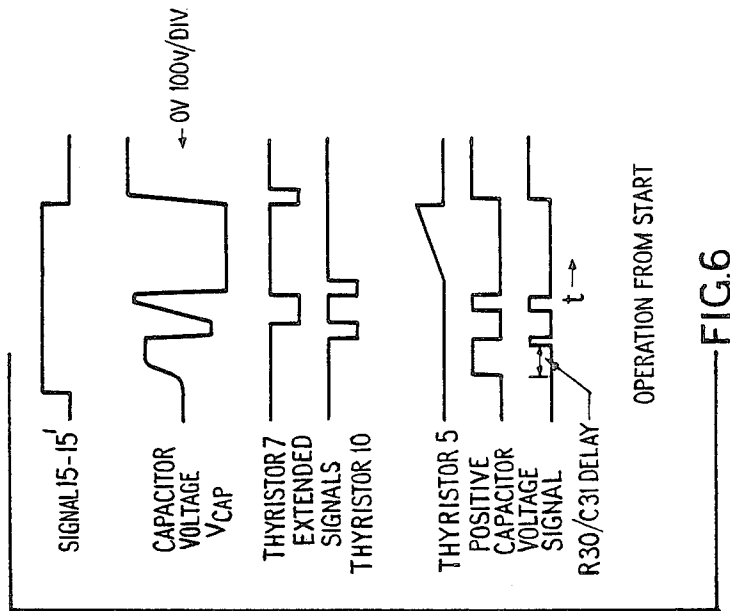 SIGNAL 15-15'
CAPACITOR
VOLTAGE
VCAP
← 0V 100V/DIV.
THYRISTOR 7
EXTENDED
SIGNALS
THYRISTOR 10
THYRISTOR 5
POSITIVE
CAPACITOR
VOLTAGE
SIGNAL
R30/C31 DELAY
t →
OPERATION FROM START
FIG.6